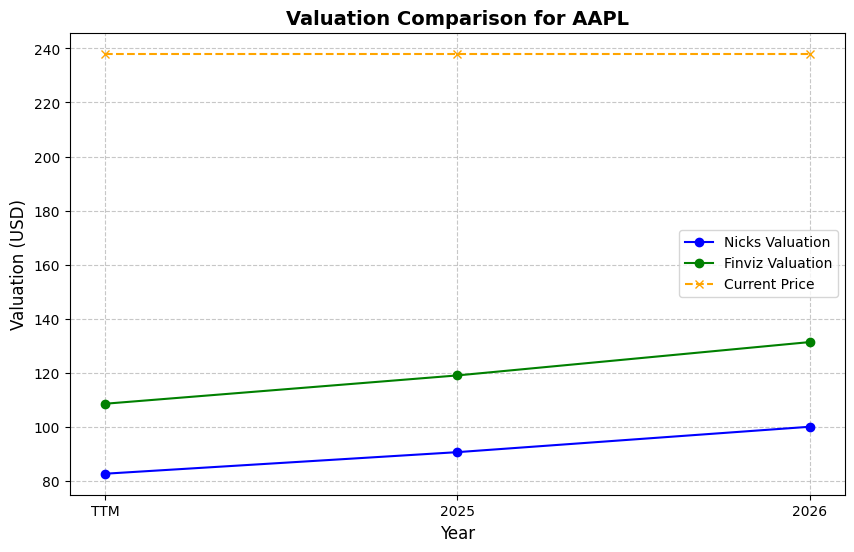 Valuation Comparison for AAPL
Valuation (USD)
240
220
200
180
160
140
120
100
80
Nicks Valuation
Finviz Valuation
Current Price
TTM
2025
2026
Year